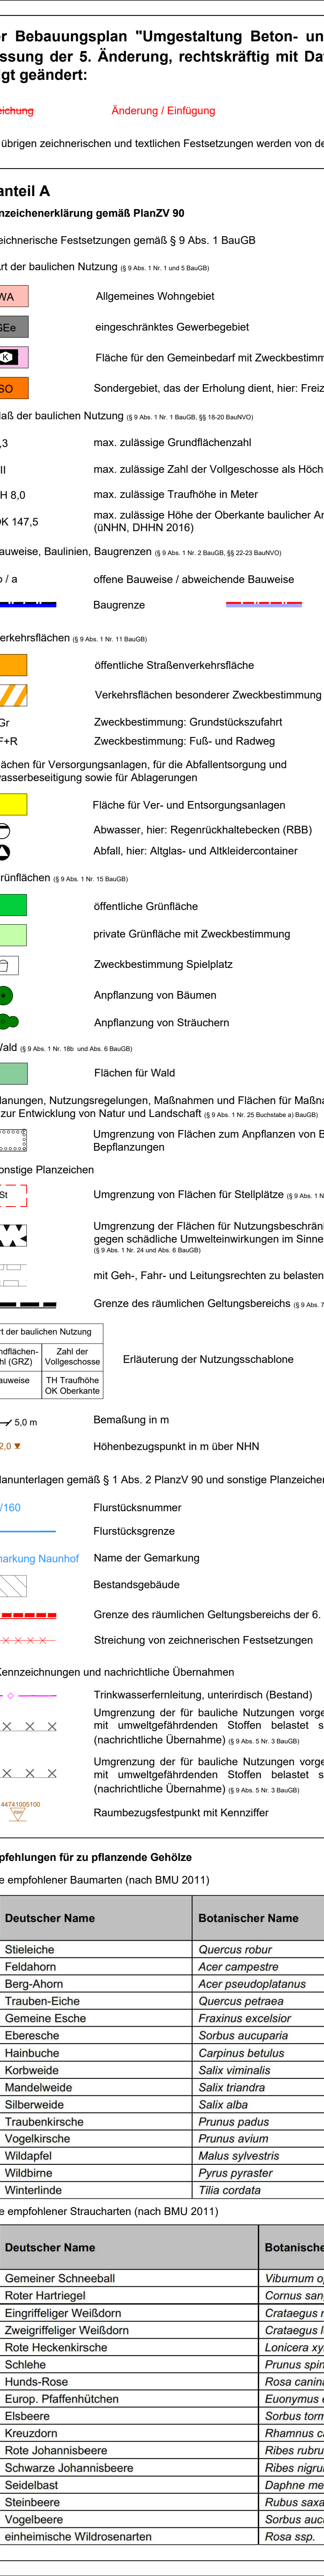 r Bebauungsplan "Umgestaltung Beton- un
ssung der 5. Änderung, rechtskräftig mit Da
gt geändert:
eichung Änderung / Einfügung
übrigen zeichnerischen und textlichen Festsetzungen werden von de
anteil A
nzeichenerklärung gemäß PlanZV 90
eichnerische Festsetzungen gemäß § 9 Abs. 1 BauGB
rt der baulichen Nutzung (§ 9 Abs. 1 Nr. 1 und 5 BauGB)
WA Allgemeines Wohngebiet
GEe eingeschränktes Gewerbegebiet
K Fläche für den Gemeinbedarf mit Zweckbestimm
SO Sondergebiet, das der Erholung dient, hier: Freiz
aß der baulichen Nutzung (§ 9 Abs. 1 Nr. 1 BauGB, §§ 18-20 BauNVO)
,3 max. zulässige Grundflächenzahl
II max. zulässige Zahl der Vollgeschosse als Höch
H 8,0 max. zulässige Traufhöhe in Meter
OK 147,5 max. zulässige Höhe der Oberkante baulicher An
(üNHN, DHHN 2016)
auweise, Baulinien, Baugrenzen (§ 9 Abs. 1 Nr. 2 BauGB, §§ 22-23 BauNVO)
o / a offene Bauweise / abweichende Bauweise
Baugrenze
erkehrsflächen (§ 9 Abs. 1 Nr. 11 BauGB)
öffentliche Straßenverkehrsfläche
Verkehrsflächen besonderer Zweckbestimmung
Gr Zweckbestimmung: Grundstückszufahrt
F+R Zweckbestimmung: Fuß- und Radweg
ächen für Versorgungsanlagen, für die Abfallentsorgung und
wasserbeseitigung sowie für Ablagerungen
Fläche für Ver- und Entsorgungsanlagen
Abwasser, hier: Regenrückhaltebecken (RBB)
Abfall, hier: Altglas- und Altkleidercontainer
rünflächen (§ 9 Abs. 1 Nr. 15 BauGB)
öffentliche Grünfläche
private Grünfläche mit Zweckbestimmung
Zweckbestimmung Spielplatz
Anpflanzung von Bäumen
Anpflanzung von Sträuchern
Wald (§ 9 Abs. 1 Nr. 18b und Abs. 6 BauGB)
Flächen für Wald
lanungen, Nutzungsregelungen, Maßnahmen und Flächen für Maßna
zur Entwicklung von Natur und Landschaft (§ 9 Abs. 1 Nr. 25 Buchstabe a) BauGB)
Umgrenzung von Flächen zum Anpflanzen von B
Bepflanzungen
onstige Planzeichen
St Umgrenzung von Flächen für Stellplätze (§ 9 Abs. 1 N
Umgrenzung der Flächen für Nutzungsbeschrän
gegen schädliche Umwelteinwirkungen im Sinne
(§ 9 Abs. 1 Nr. 24 und Abs. 6 BauGB)
mit Geh-, Fahr- und Leitungsrechten zu belasten
Grenze des räumlichen Geltungsbereichs (§ 9 Abs. 7
rt der baulichen Nutzung
ndflächen- Zahl der
hl (GRZ) Vollgeschosse
Erläuterung der Nutzungsschablone
auweise TH Traufhöhe
OK Oberkante
5,0 m Bemaßung in m
2,0 Höhenbezugspunkt in m über NHN
lanunterlagen gemäß § 1 Abs. 2 PlanzV 90 und sonstige Planzeichen
/160 Flurstücksnummer
Flurstücksgrenze
markung Naunhof Name der Gemarkung
Bestandsgebäude
Grenze des räumlichen Geltungsbereichs der 6.
Streichung von zeichnerischen Festsetzungen
Kennzeichnungen und nachrichtliche Übernahmen
Trinkwasserfernleitung, unterirdisch (Bestand)
Umgrenzung der für bauliche Nutzungen vorge
mit umweltgefährdenden Stoffen belastet s
(nachrichtliche Übernahme) (§ 9 Abs. 5 Nr. 3 BauGB)
Umgrenzung der für bauliche Nutzungen vorge
mit umweltgefährdenden Stoffen belastet s
(nachrichtliche Übernahme) (§ 9 Abs. 5 Nr. 3 BauGB)
44741005100
Raumbezugsfestpunkt mit Kennziffer
pfehlungen für zu pflanzende Gehölze
e empfohlener Baumarten (nach BMU 2011)
Deutscher Name Botanischer Name
Stieleiche Quercus robur
Feldahorn Acer campestre
Berg-Ahorn Acer pseudoplatanus
Trauben-Eiche Quercus petraea
Gemeine Esche Fraxinus excelsior
Eberesche Sorbus aucuparia
Hainbuche Carpinus betulus
Korbweide Salix viminalis
Mandelweide Salix triandra
Silberweide Salix alba
Traubenkirsche Prunus padus
Vogelkirsche Prunus avium
Wildapfel Malus sylvestris
Wildbirne Pyrus pyraster
Winterlinde Tilia cordata
e empfohlener Straucharten (nach BMU 2011)
Deutscher Name Botanische
Gemeiner Schneeball Viburnum o
Roter Hartriegel Cornus san
Eingriffeliger Weißdorn Crataegus
Zweigriffeliger Weißdorn Crataegus l
Rote Heckenkirsche Lonicera xy
Schlehe Prunus spin
Hunds-Rose Rosa canin
Europ. Pfaffenhütchen Euonymus e
Elsbeere Sorbus torm
Kreuzdorn Rhamnus c
Rote Johannisbeere Ribes rubru
Schwarze Johannisbeere Ribes nigru
Seidelbast Daphne me
Steinbeere Rubus saxa
Vogelbeere Sorbus auc
einheimische Wildrosenarten Rosa ssp.